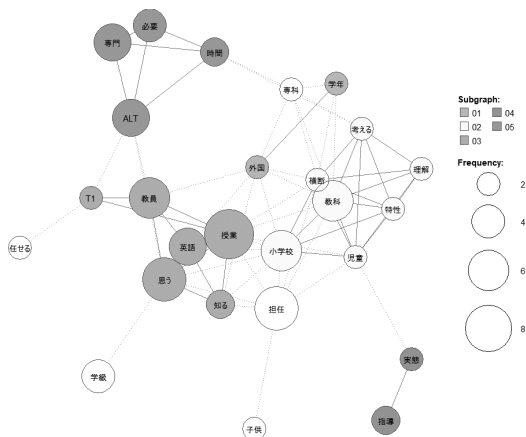 必要
専門
時間
ALT
専科
学年
考える
外国
横断
理解
T1
教員
教科
特性
任せる
授業
英語
小学校
児童
思う
知る
担任
学級
実態
指導
子供
Subgraph:
01 04
02 05
03
Frequency:
2
4
6
8